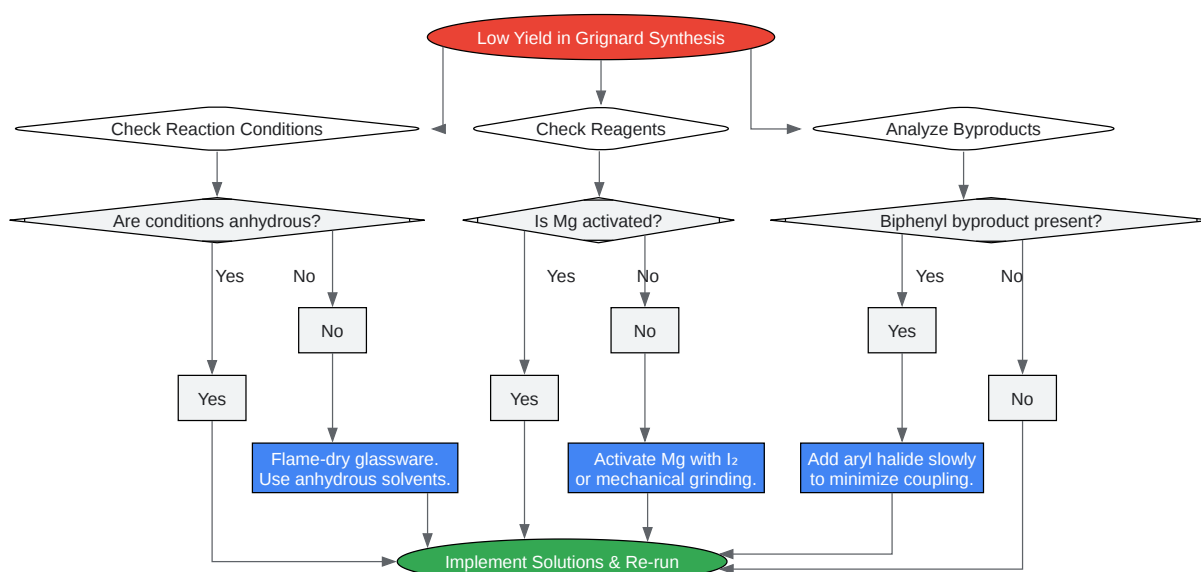 Low Yield in Grignard Synthesis
Check Reaction Conditions
Check Reagents
Analyze Byproducts
Are conditions anhydrous?
Is Mg activated?
Biphenyl byproduct present?
Yes
No
Yes
No
Yes
No
No
Yes
Yes
Yes
No
Flame-dry glassware.
Use anhydrous solvents.
Activate Mg with I₂
or mechanical grinding.
Add aryl halide slowly
to minimize coupling.
Implement Solutions & Re-run